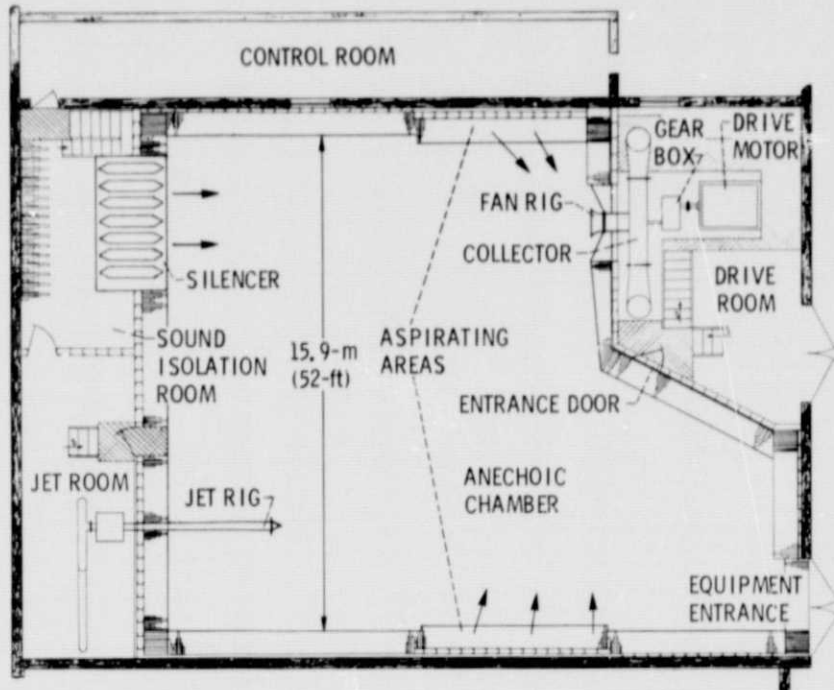 CONTROL ROOM
GEAR
BOX
DRIVE
MOTOR
FAN RIG
COLLECTOR
SILENCER
DRIVE
ROOM
SOUND
ISOLATION
ROOM
15.9-m
(52-ft)
ASPIRATING
AREAS
ENTRANCE DOOR
JET ROOM
JET RIG
ANECHOIC
CHAMBER
EQUIPMENT
ENTRANCE